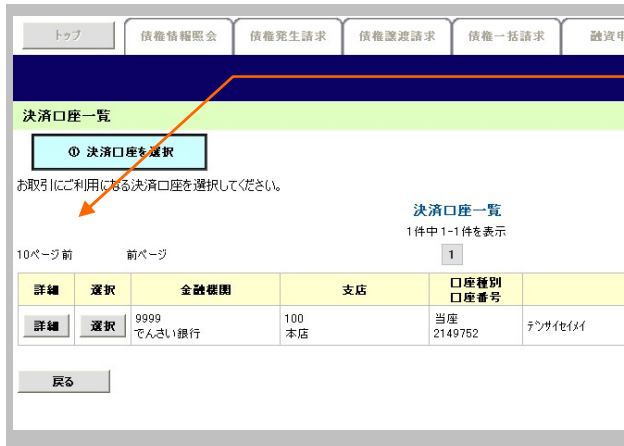 トップ 債権情報照会 債権発生請求 債権譲渡請求 債権一括請求 融資申
決済口座一覧
① 決済口座を選択
お取引にご利用になる決済口座を選択してください。
決済口座一覧
1件中 1-1件を表示
10ページ前 前ページ 1
詳細 選択 金融機関 支店 口座種別
口座番号
詳細 選択 9999 100 当座 デンサイセイメイ
でんさい銀行 本店 2149752
戻る